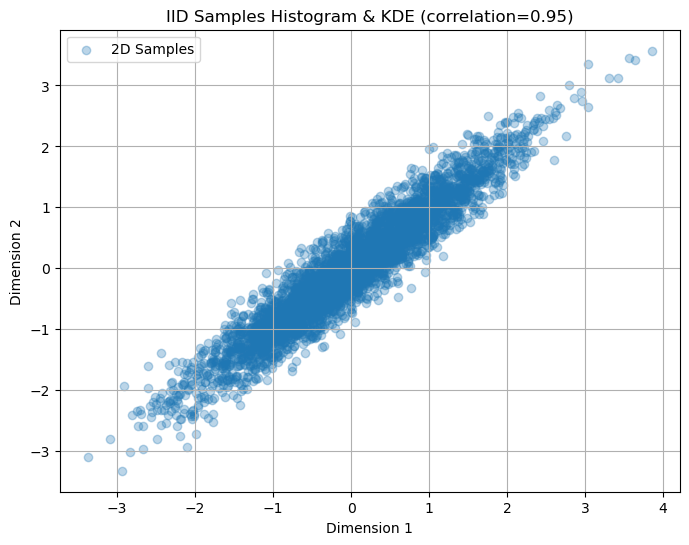 IID Samples Histogram & KDE (correlation=0.95)
2D Samples
3
2
1
0
−1
−2
−3
Dimension 2
−3 −2 −1 0 1 2 3 4
Dimension 1